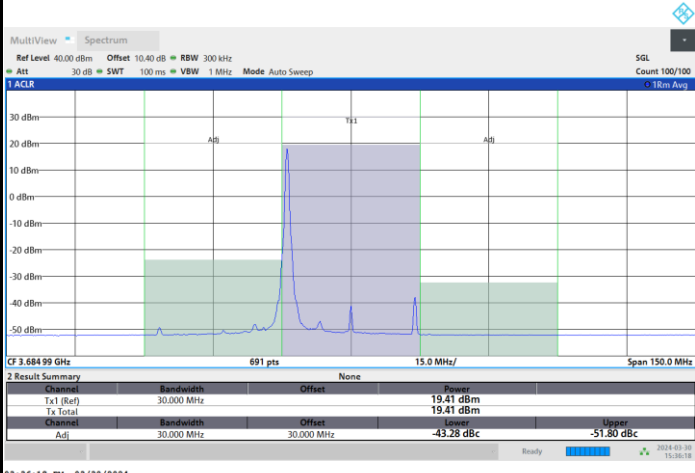 MultiView Spectrum
Ref Level 40.00 dBm Offset 10.40 dB RBW 300 kHz SGL
Att 30 dB SWT 100 ms VBW 1 MHz Mode Auto Sweep Count 100/100
1 ACLR 1Rm Avg
30 dBm
Tx1
20 dBm Adj Adj
10 dBm
0 dBm
-10 dBm
-20 dBm
-30 dBm
-40 dBm
-50 dBm
CF 3.684 99 GHz 691 pts 15.0 MHz/ Span 150.0 MHz
2 Result Summary None
Channel Bandwidth Offset Power
Tx1 (Ref) 30.000 MHz 19.41 dBm
Tx Total 19.41 dBm
Channel Bandwidth Offset Lower Upper
Adj 30.000 MHz 30.000 MHz -43.28 dBc -51.80 dBc
Ready 2024-03-30
15:36:18